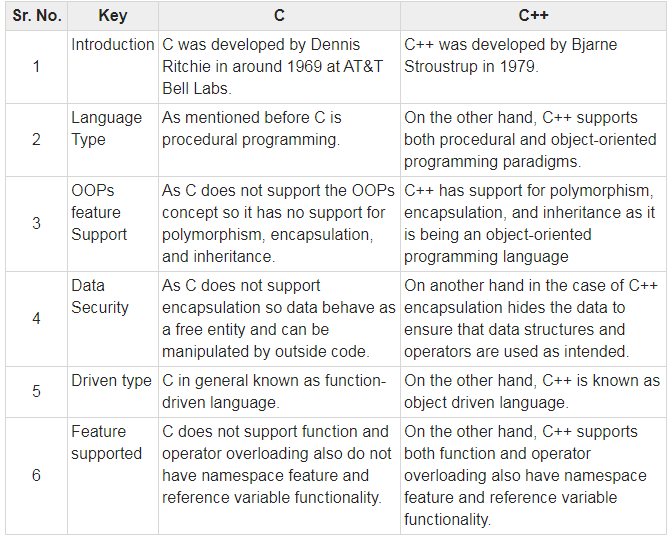 Sr. No. Key C C++
1
Introduction
C was developed by Dennis
Ritchie in around 1969 at AT&T
Bell Labs.
C++ was developed by Bjarne
Stroustrup in 1979.
2
Language
Type
As mentioned before C is
procedural programming.
On the other hand, C++ supports
both procedural and object-oriented
programming paradigms.
3
OOPs
feature
Support
As C does not support the OOPs
concept so it has no support for
polymorphism, encapsulation,
and inheritance.
C++ has support for polymorphism,
encapsulation, and inheritance as it
is being an object-oriented
programming language
4
Data
Security
As C does not support
encapsulation so data behave as
a free entity and can be
manipulated by outside code.
On another hand in the case of C++
encapsulation hides the data to
ensure that data structures and
operators are used as intended.
5
Driven type
C in general known as function-
driven language.
On the other hand, C++ is known as
object driven language.
6
Feature
supported
C does not support function and
operator overloading also do not
have namespace feature and
reference variable functionality.
On the other hand, C++ supports
both function and operator
overloading also have namespace
feature and reference variable
functionality.